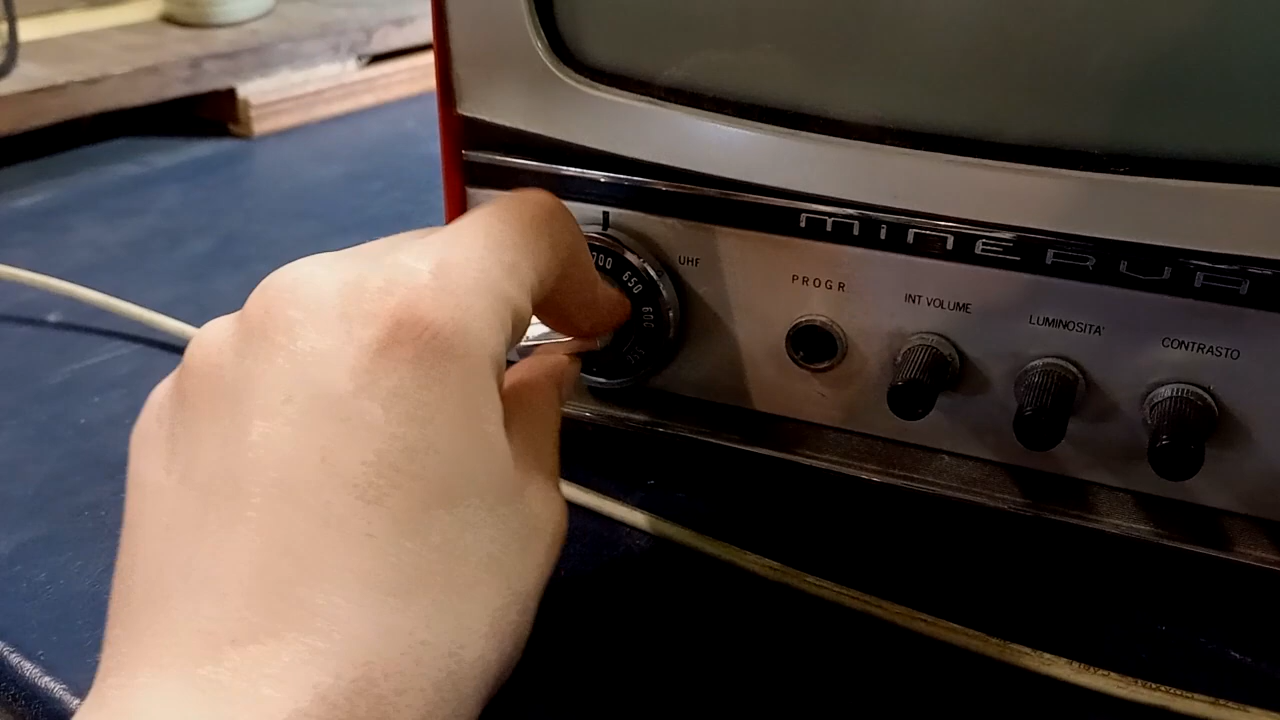 MINERVA
700
650
600
UHF
PROGR.
INT VOLUME
LUMINOSITA'
CONTRASTO